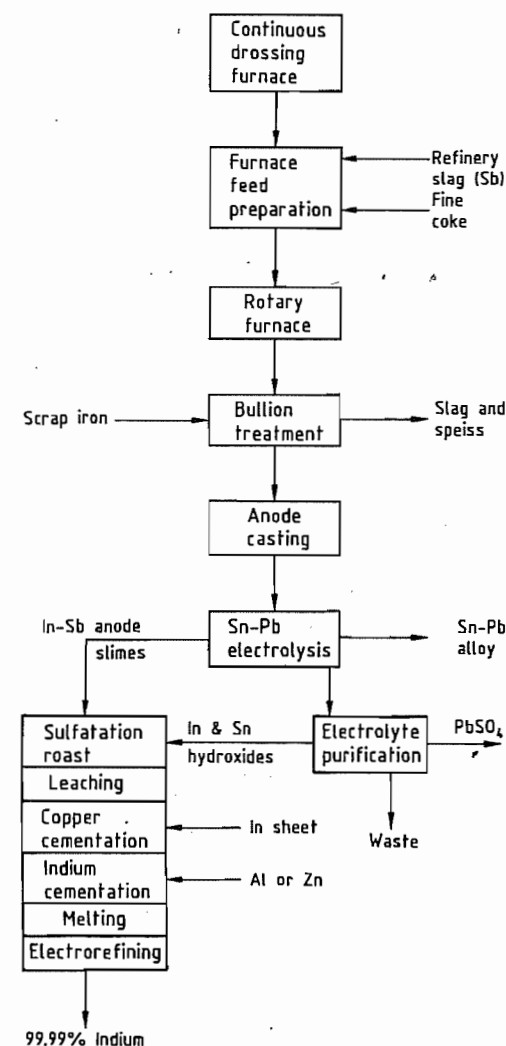 Continuous
drossing
furnace
Furnace
feed
preparation
Refinery
slag (Sb)
Fine
coke
Rotary
furnace
Scrap iron
Bullion
treatment
Slag and
speiss
Anode
casting
In-Sb anode
slimes
Sn-Pb
electrolysis
Sn-Pb
alloy
Sulfatation
roast
In & Sn
hydroxides
Electrolyte
purification
PbSO₄
Leaching
Copper
cementation
In sheet
Waste
Indium
cementation
Al or Zn
Melting
Electrorefining
99.99% Indium